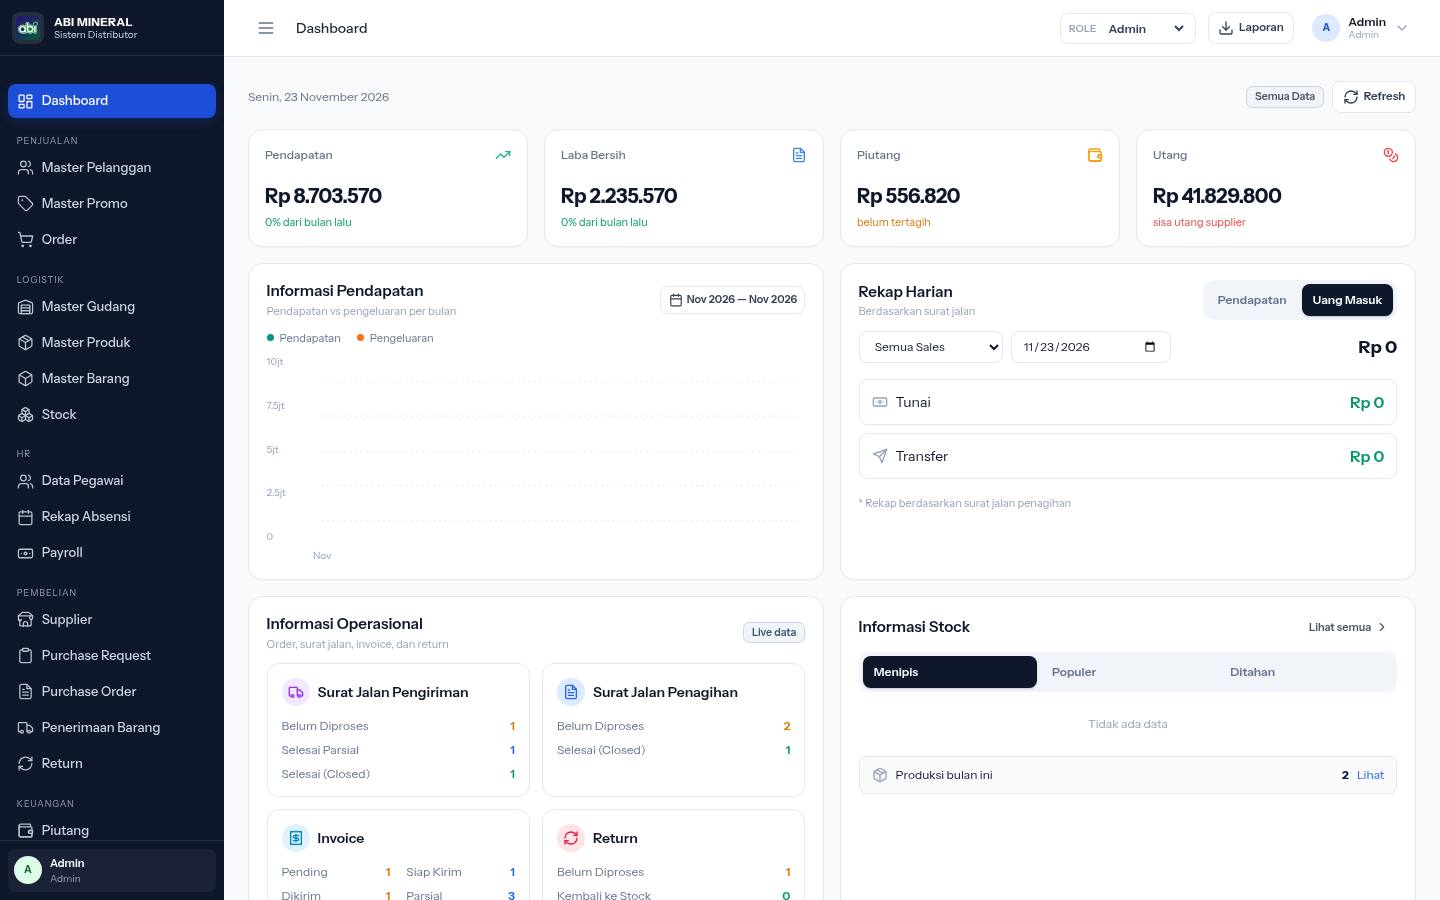 ABI MINERAL
Sistem Distributor
Dashboard
PENJUALAN
Master Pelanggan
Master Promo
Order
LOGISTIK
Master Gudang
Master Produk
Master Barang
Stock
HR
Data Pegawai
Rekap Absensi
Payroll
PEMBELIAN
Supplier
Purchase Request
Purchase Order
Penerimaan Barang
Return
KEUANGAN
Piutang
A Admin
Admin
Dashboard
ROLE Admin
Laporan
A Admin
Admin
Senin, 23 November 2026
Semua Data
Refresh
Pendapatan
Rp 8.703.570
0% dari bulan lalu
Laba Bersih
Rp 2.235.570
0% dari bulan lalu
Piutang
Rp 556.820
belum tertagih
Utang
Rp 41.829.800
sisa utang supplier
Informasi Pendapatan
Pendapatan vs pengeluaran per bulan
Nov 2026 — Nov 2026
Pendapatan Pengeluaran
10jt
7.5jt
5jt
2.5jt
0
Nov
Rekap Harian
Berdasarkan surat jalan
Pendapatan Uang Masuk
Semua Sales 11/23/2026 Rp 0
Tunai Rp 0
Transfer Rp 0
* Rekap berdasarkan surat jalan penagihan
Informasi Operasional
Order, surat jalan, invoice, dan return
Live data
Surat Jalan Pengiriman
Belum Diproses 1
Selesai Parsial 1
Selesai (Closed) 1
Surat Jalan Penagihan
Belum Diproses 2
Selesai (Closed) 1
Invoice
Pending 1 Siap Kirim 1
Dikirim 1 Parsial 3
Return
Belum Diproses 1
Kembali ke Stock 0
Informasi Stock
Lihat semua
Menipis Populer Ditahan
Tidak ada data
Produksi bulan ini 2 Lihat